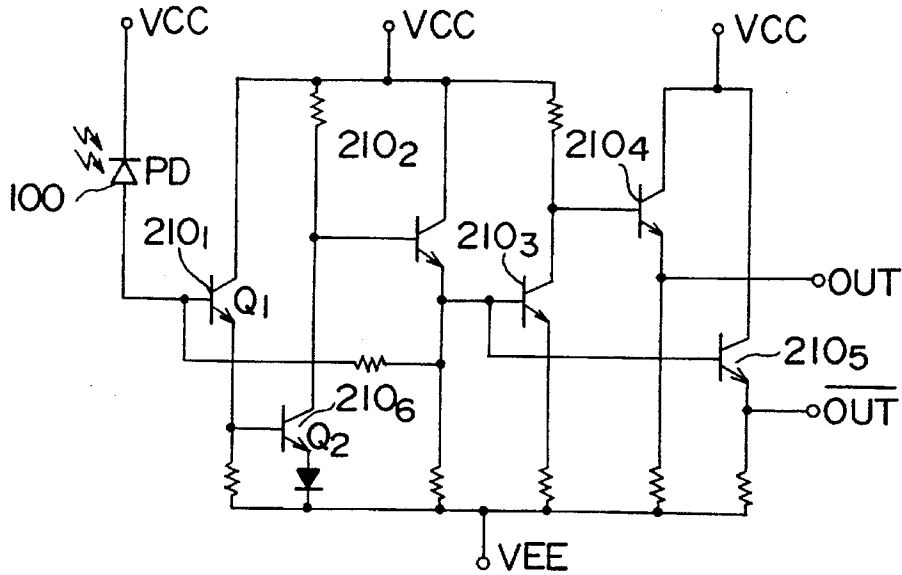 VCC
VCC
VCC
2102
2104
PD
100
2101
2103
Q1
OUT
2105
2106
Q2
OUT
VEE